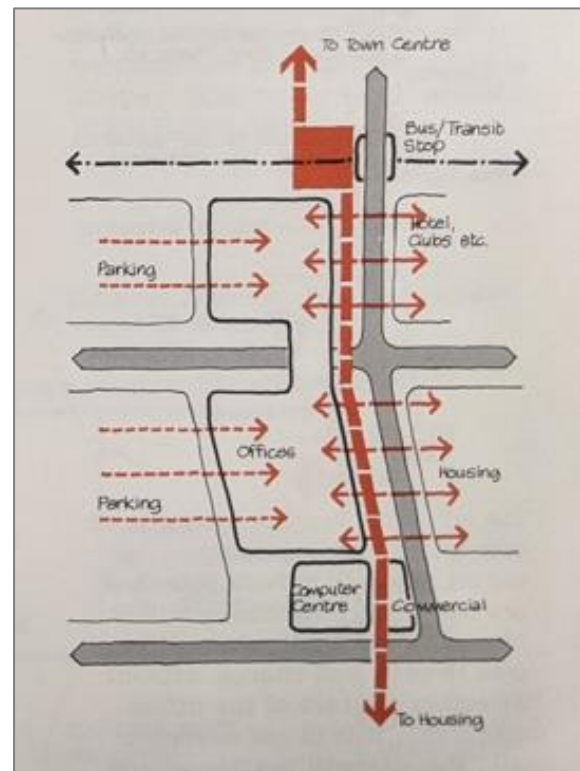 To Town Centre
Bus/Transit
Stop
Hotel,
Clubs etc.
Parking
Offices
Housing
Parking
Computer
Centre
Commercial
To Housing